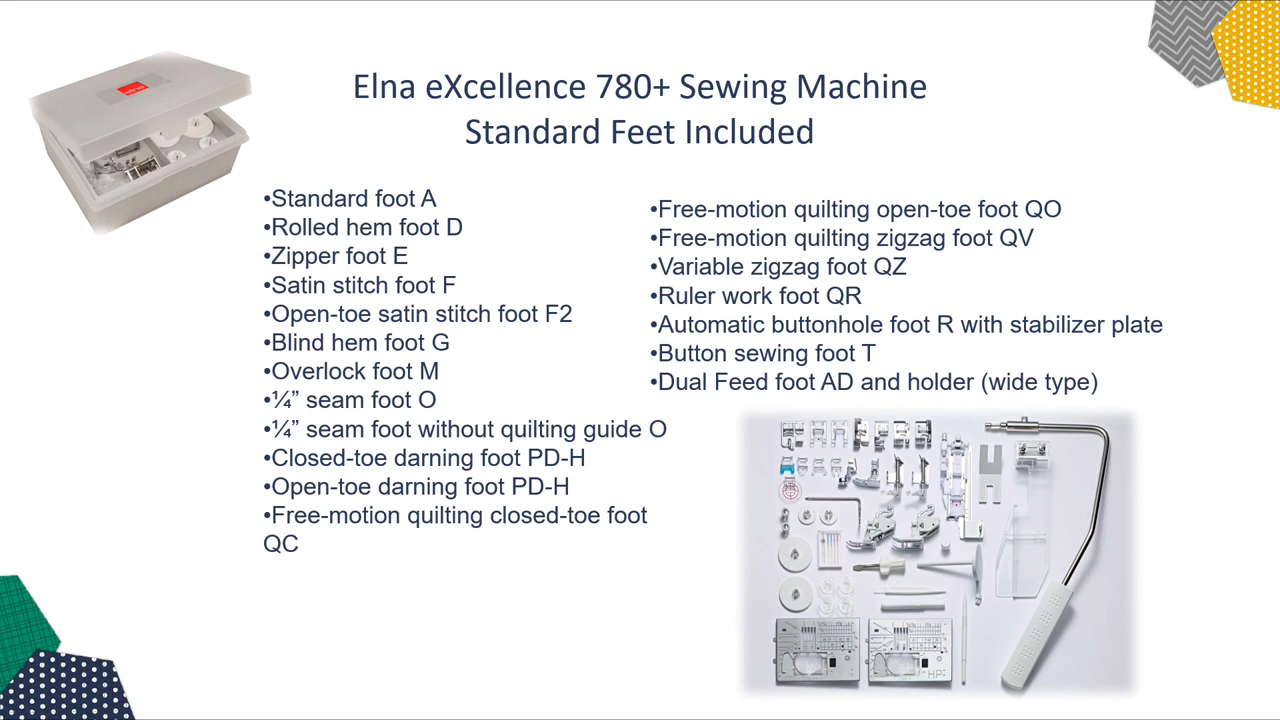 Elna eXcellence 780+ Sewing Machine
Standard Feet Included
•Standard foot A
•Rolled hem foot D
•Zipper foot E
•Satin stitch foot F
•Open-toe satin stitch foot F2
•Blind hem foot G
•Overlock foot M
•¼” seam foot O
•¼” seam foot without quilting guide O
•Closed-toe darning foot PD-H
•Open-toe darning foot PD-H
•Free-motion quilting closed-toe foot
QC
•Free-motion quilting open-toe foot QO
•Free-motion quilting zigzag foot QV
•Variable zigzag foot QZ
•Ruler work foot QR
•Automatic buttonhole foot R with stabilizer plate
•Button sewing foot T
•Dual Feed foot AD and holder (wide type)
HP